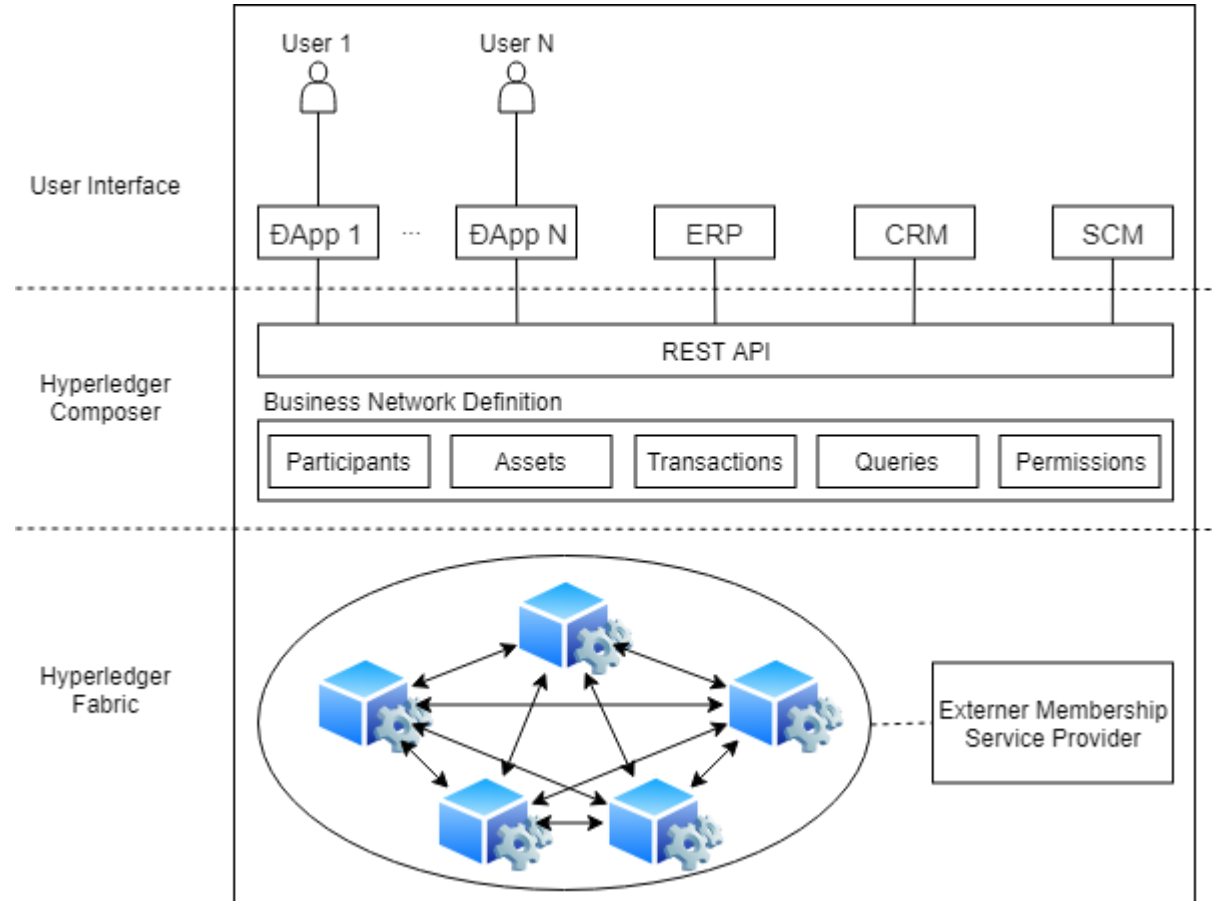 User 1
User N
User Interface
ĐApp 1
...
ĐApp N
ERP
CRM
SCM
REST API
Hyperledger
Composer
Business Network Definition
Participants
Assets
Transactions
Queries
Permissions
Hyperledger
Fabric
Externer Membership
Service Provider